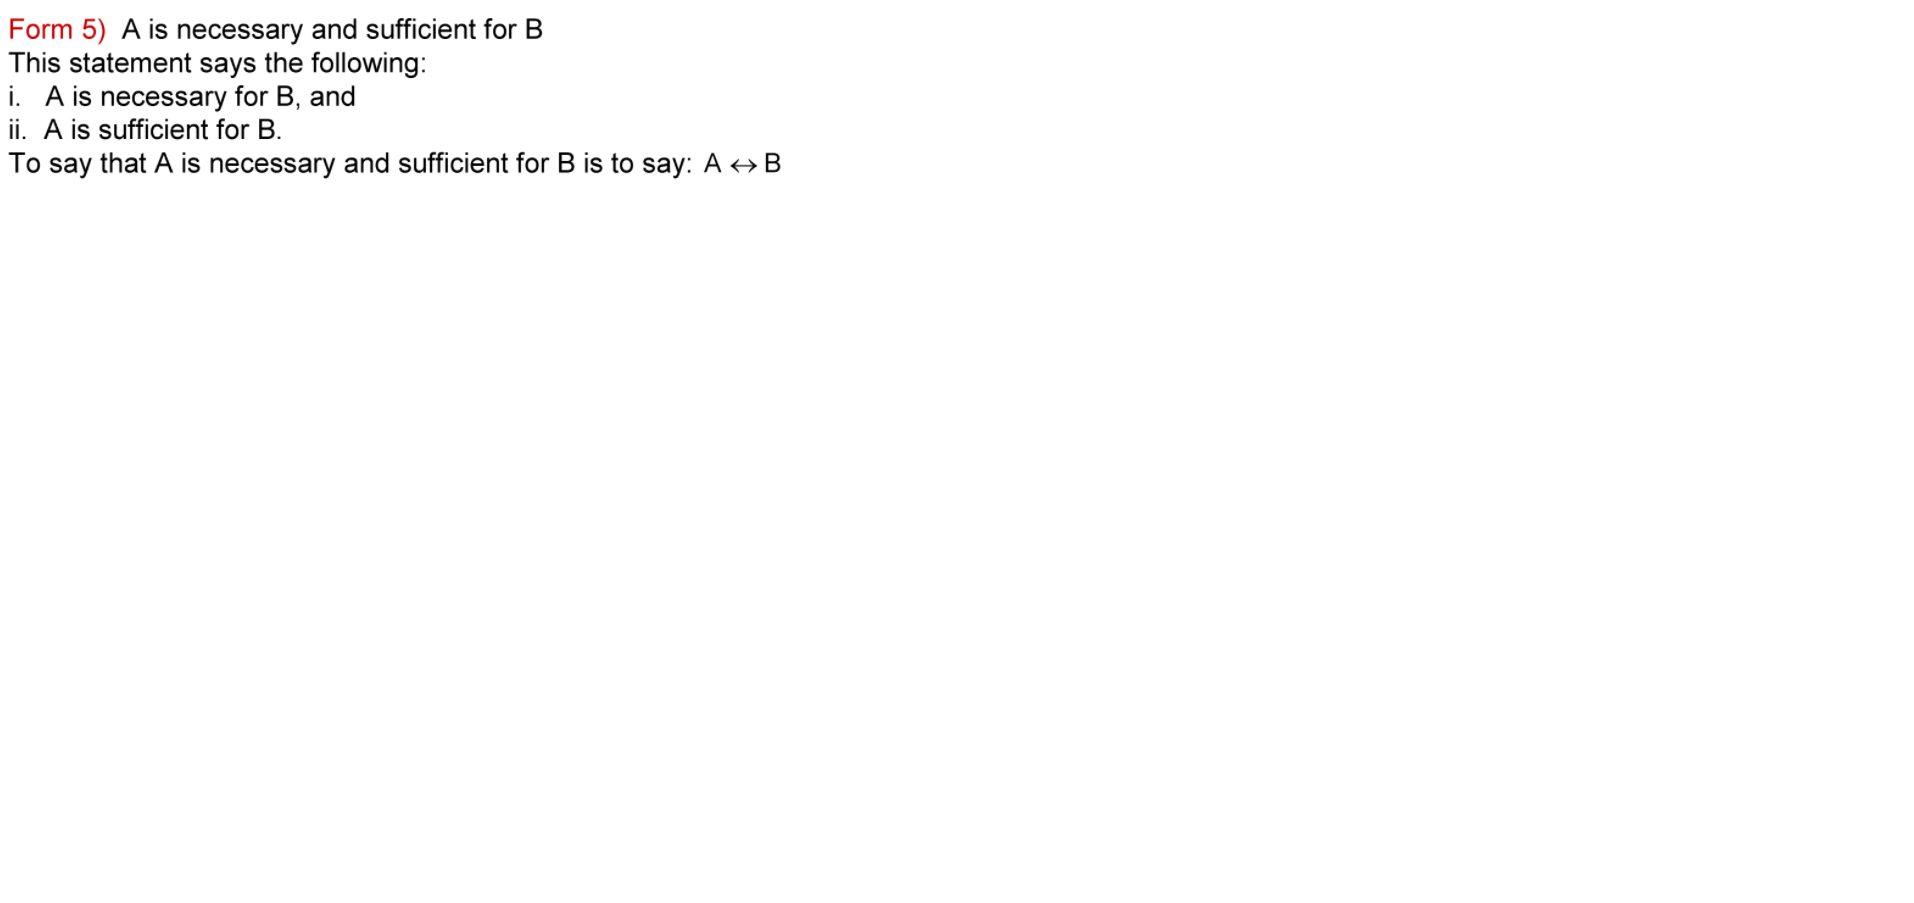 Form 5) A is necessary and sufficient for B
This statement says the following:
i. A is necessary for B, and
ii. A is sufficient for B.
To say that A is necessary and sufficient for B is to say: A ↔ B